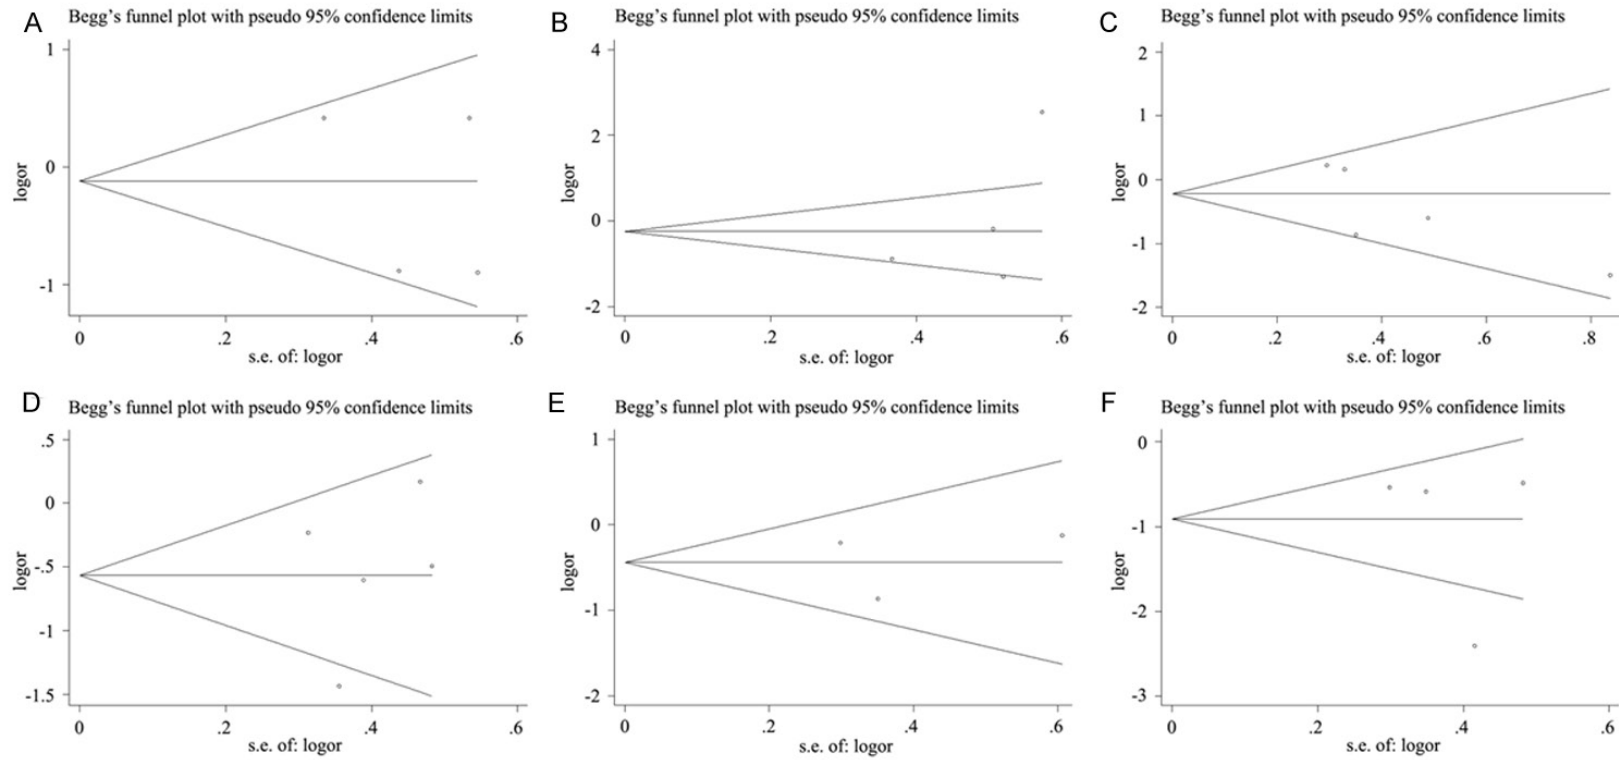 A
Begg's funnel plot with pseudo 95% confidence limits
1
0
-1
logor
0 .2 .4 .6
s.e. of: logor
B
Begg's funnel plot with pseudo 95% confidence limits
4
2
0
-2
logor
0 .2 .4 .6
s.e. of: logor
C
Begg's funnel plot with pseudo 95% confidence limits
2
1
0
-1
-2
logor
0 .2 .4 .6 .8
s.e. of: logor
D
Begg's funnel plot with pseudo 95% confidence limits
.5
0
-.5
-1
-1.5
logor
0 .2 .4 .6
s.e. of: logor
E
Begg's funnel plot with pseudo 95% confidence limits
1
0
-1
-2
logor
0 .2 .4 .6
s.e. of: logor
F
Begg's funnel plot with pseudo 95% confidence limits
0
-1
-2
-3
logor
0 .2 .4 .6
s.e. of: logor